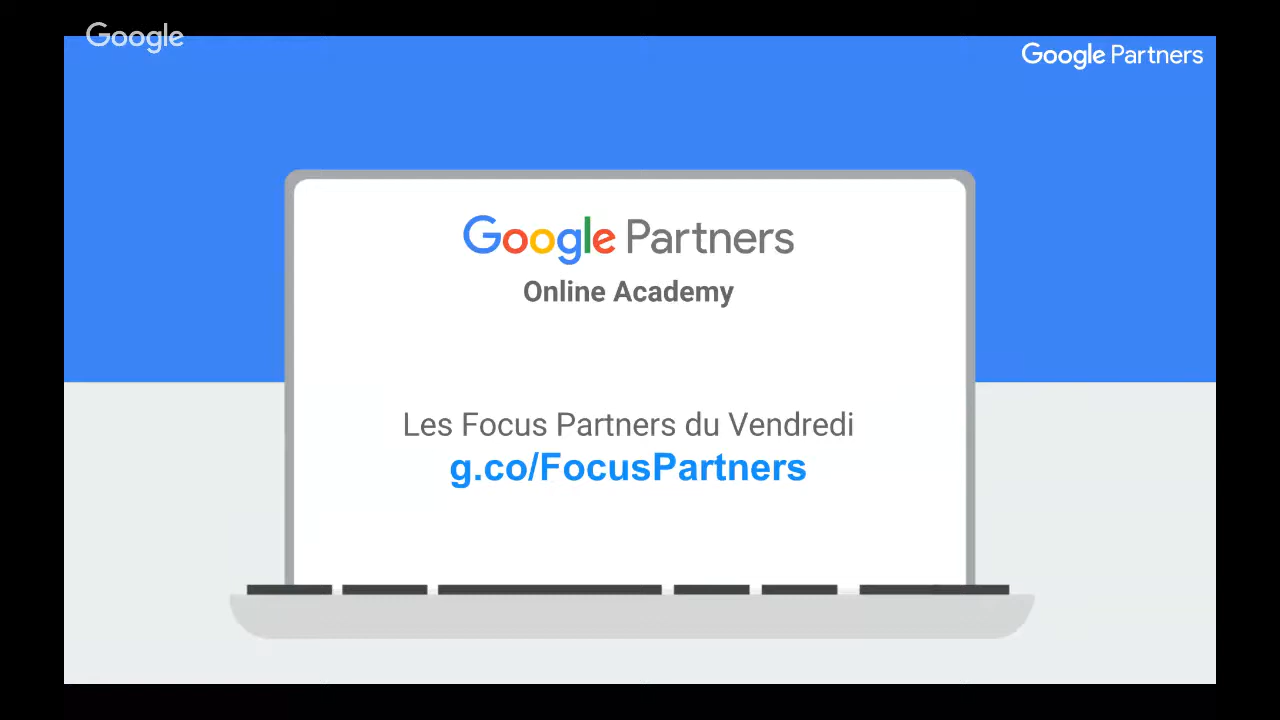 Google
Google Partners
Google Partners
Online Academy
Les Focus Partners du Vendredi
g.co/FocusPartners